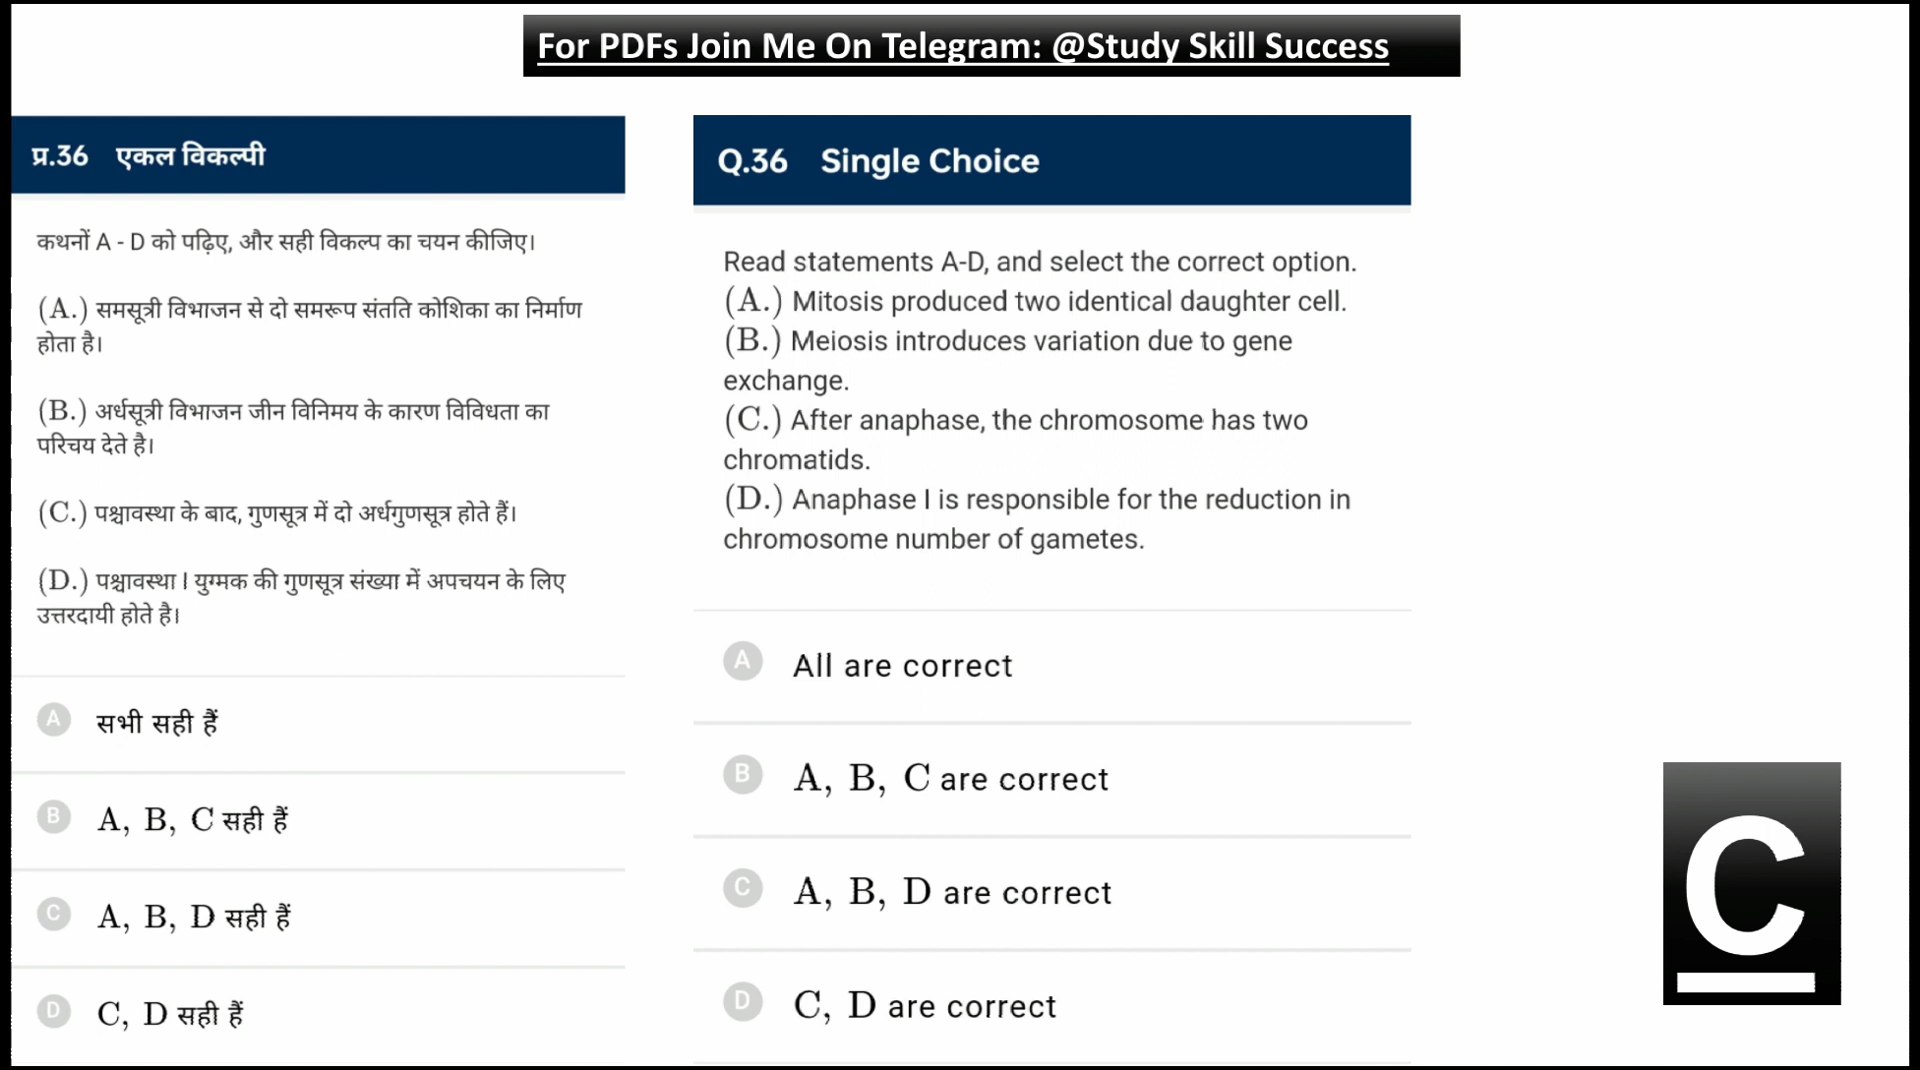 For PDFs Join Me On Telegram: @Study Skill Success
प्र.36 एकल विकल्पी
कथनों A - D को पढ़िए, और सही विकल्प का चयन कीजिए।
(A.) समसूत्री विभाजन से दो समरूप संतति कोशिका का निर्माण
होता है।
(B.) अर्धसूत्री विभाजन जीन विनिमय के कारण विविधता का
परिचय देते है।
(C.) पश्चावस्था के बाद, गुणसूत्र में दो अर्धगुणसूत्र होते हैं।
(D.) पश्चावस्था I युग्मक की गुणसूत्र संख्या में अपचयन के लिए
उत्तरदायी होते है।
A सभी सही हैं
B A, B, C सही हैं
C A, B, D सही हैं
D C, D सही हैं
Q.36 Single Choice
Read statements A-D, and select the correct option.
(A.) Mitosis produced two identical daughter cell.
(B.) Meiosis introduces variation due to gene
exchange.
(C.) After anaphase, the chromosome has two
chromatids.
(D.) Anaphase I is responsible for the reduction in
chromosome number of gametes.
A All are correct
B A, B, C are correct
C A, B, D are correct
D C, D are correct
C